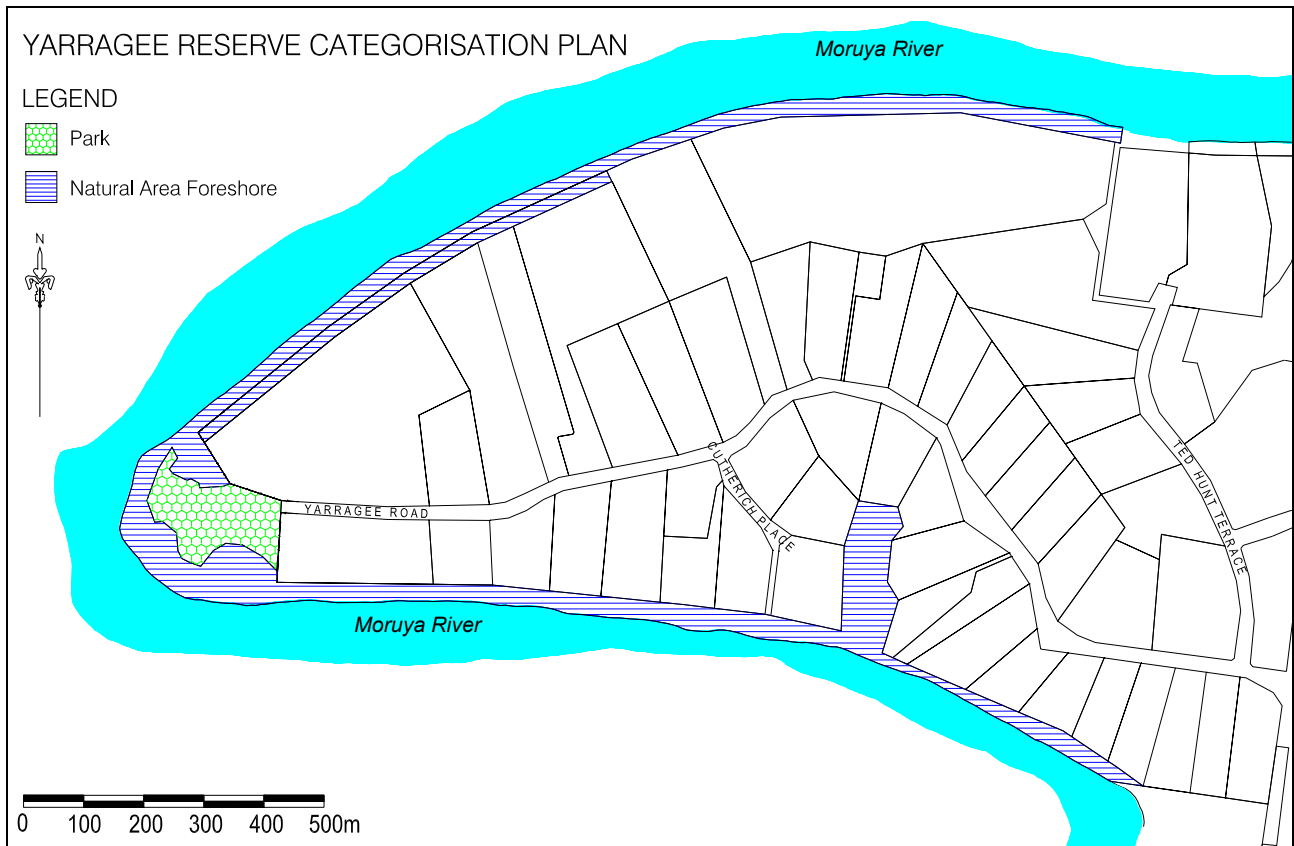 YARRAGEE RESERVE CATEGORISATION PLAN
Moruya River
LEGEND
Park
Natural Area Foreshore
N
CUTHERICH PLACE
TED HUNT TERRACE
YARRAGEE ROAD
Moruya River
0 100 200 300 400 500m